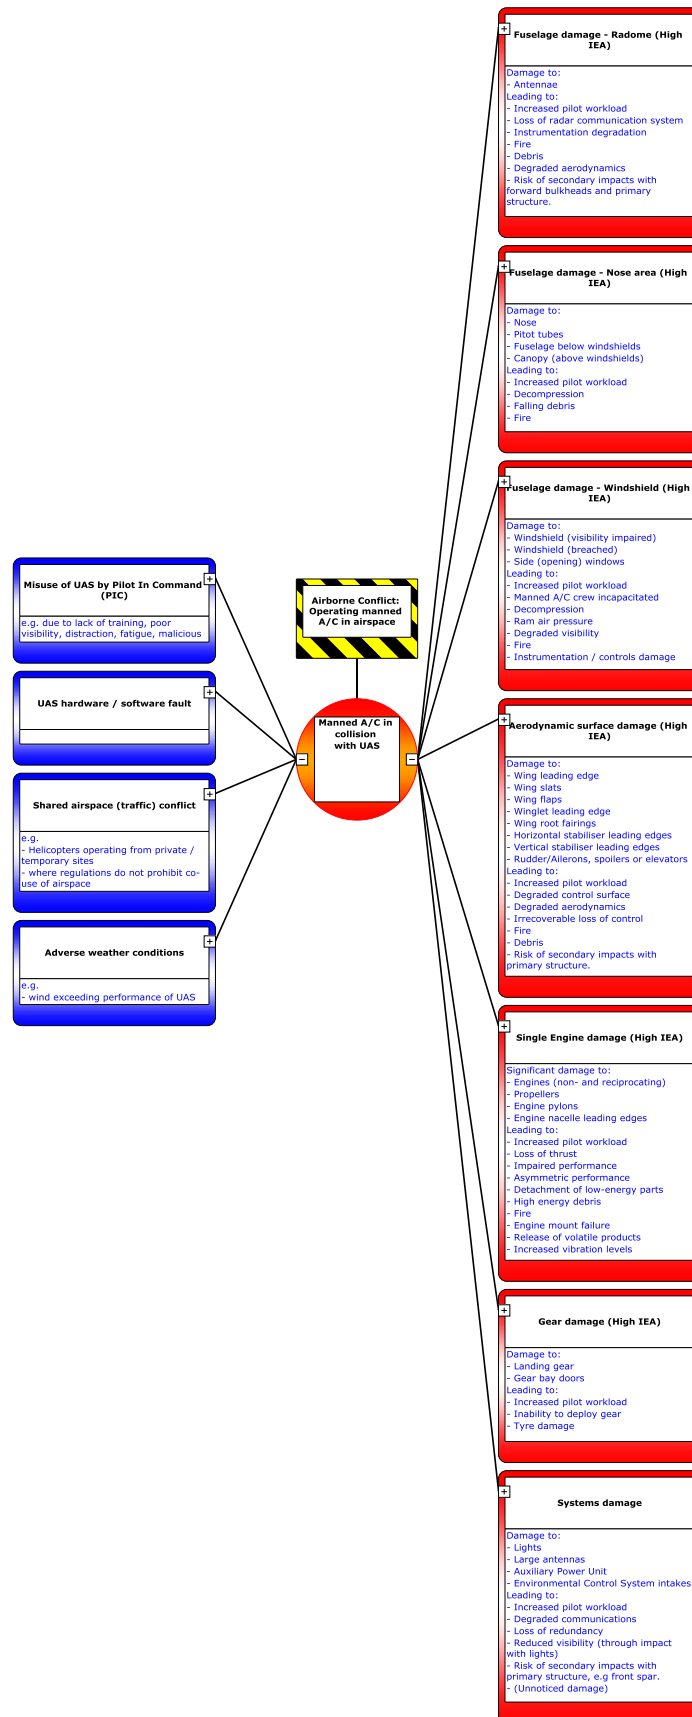 Misuse of UAS by Pilot In Command
(PIC)
e.g. due to lack of training, poor
visibility, distraction, fatigue, malicious
UAS hardware / software fault
Shared airspace (traffic) conflict
e.g.
- Helicopters operating from private /
temporary sites
- where regulations do not prohibit co-
use of airspace
Adverse weather conditions
e.g.
- wind exceeding performance of UAS
Airborne Conflict:
Operating manned
A/C in airspace
Manned A/C in
collision
with UAS
Fuselage damage - Radome (High
IEA)
Damage to:
- Antennae
Leading to:
- Increased pilot workload
- Loss of radar communication system
- Instrumentation degradation
- Fire
- Debris
- Degraded aerodynamics
- Risk of secondary impacts with
forward bulkheads and primary
structure.
Fuselage damage - Nose area (High
IEA)
Damage to:
- Nose
- Pitot tubes
- Fuselage below windshields
- Canopy (above windshields)
Leading to:
- Increased pilot workload
- Decompression
- Falling debris
- Fire
Fuselage damage - Windshield (High
IEA)
Damage to:
- Windshield (visibility impaired)
- Windshield (breached)
- Side (opening) windows
Leading to:
- Increased pilot workload
- Manned A/C crew incapacitated
- Decompression
- Ram air pressure
- Degraded visibility
- Fire
- Instrumentation / controls damage
Aerodynamic surface damage (High
IEA)
Damage to:
- Wing leading edge
- Wing slats
- Wing flaps
- Winglet leading edge
- Wing root fairings
- Horizontal stabiliser leading edges
- Vertical stabiliser leading edges
- Rudder/Ailerons, spoilers or elevators
Leading to:
- Increased pilot workload
- Degraded control surface
- Degraded aerodynamics
- Irrecoverable loss of control
- Fire
- Debris
- Risk of secondary impacts with
primary structure.
Single Engine damage (High IEA)
Significant damage to:
- Engines (non- and reciprocating)
- Propellers
- Engine pylons
- Engine nacelle leading edges
Leading to:
- Increased pilot workload
- Loss of thrust
- Impaired performance
- Asymmetric performance
- Detachment of low-energy parts
- High energy debris
- Fire
- Engine mount failure
- Release of volatile products
- Increased vibration levels
Gear damage (High IEA)
Damage to:
- Landing gear
- Gear bay doors
Leading to:
- Increased pilot workload
- Inability to deploy gear
- Tyre damage
Systems damage
Damage to:
- Lights
- Large antennas
- Auxiliary Power Unit
- Environmental Control System intakes
Leading to:
- Increased pilot workload
- Degraded communications
- Loss of redundancy
- Reduced visibility (through impact
with lights)
- Risk of secondary impacts with
primary structure, e.g front spar.
- (Unnoticed damage)